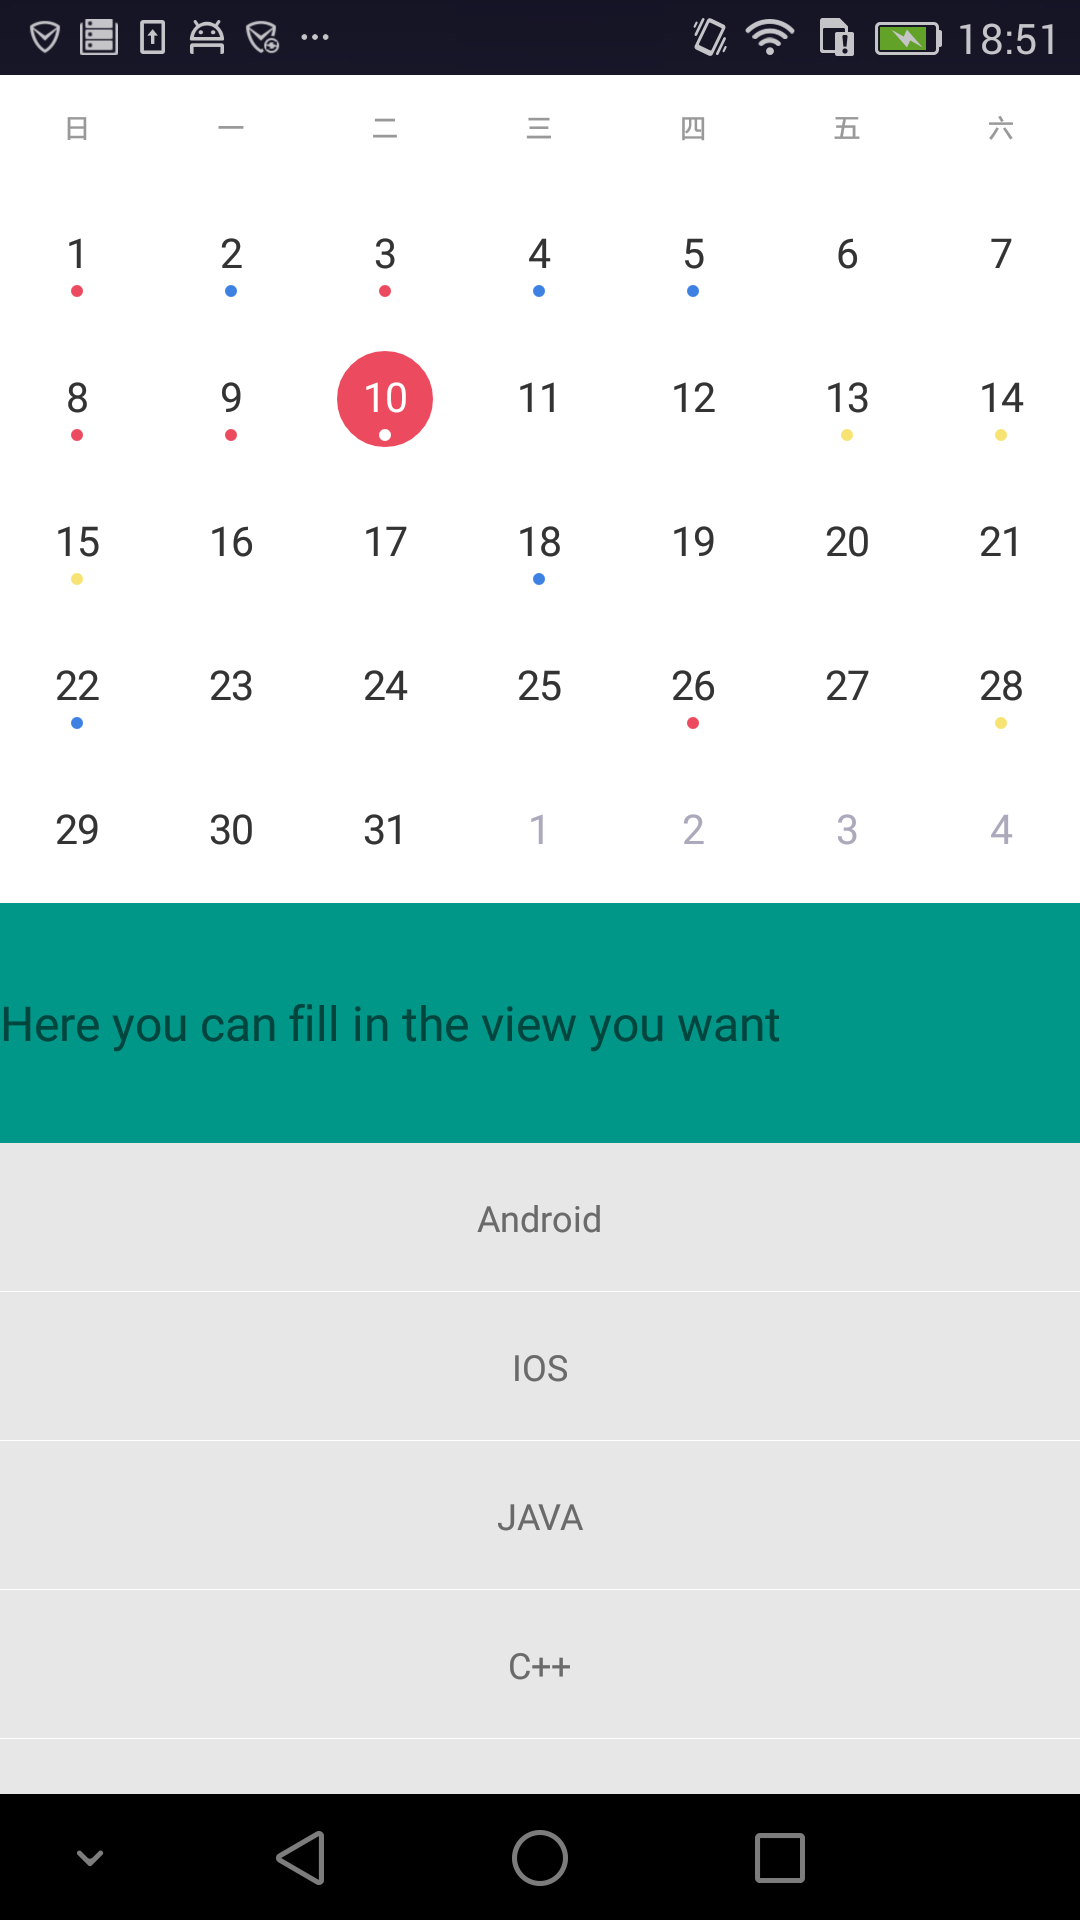 18:51
日 一 二 三 四 五 六
1 2 3 4 5 6 7
8 9 10 11 12 13 14
15 16 17 18 19 20 21
22 23 24 25 26 27 28
29 30 31 1 2 3 4
Here you can fill in the view you want
Android
IOS
JAVA
C++